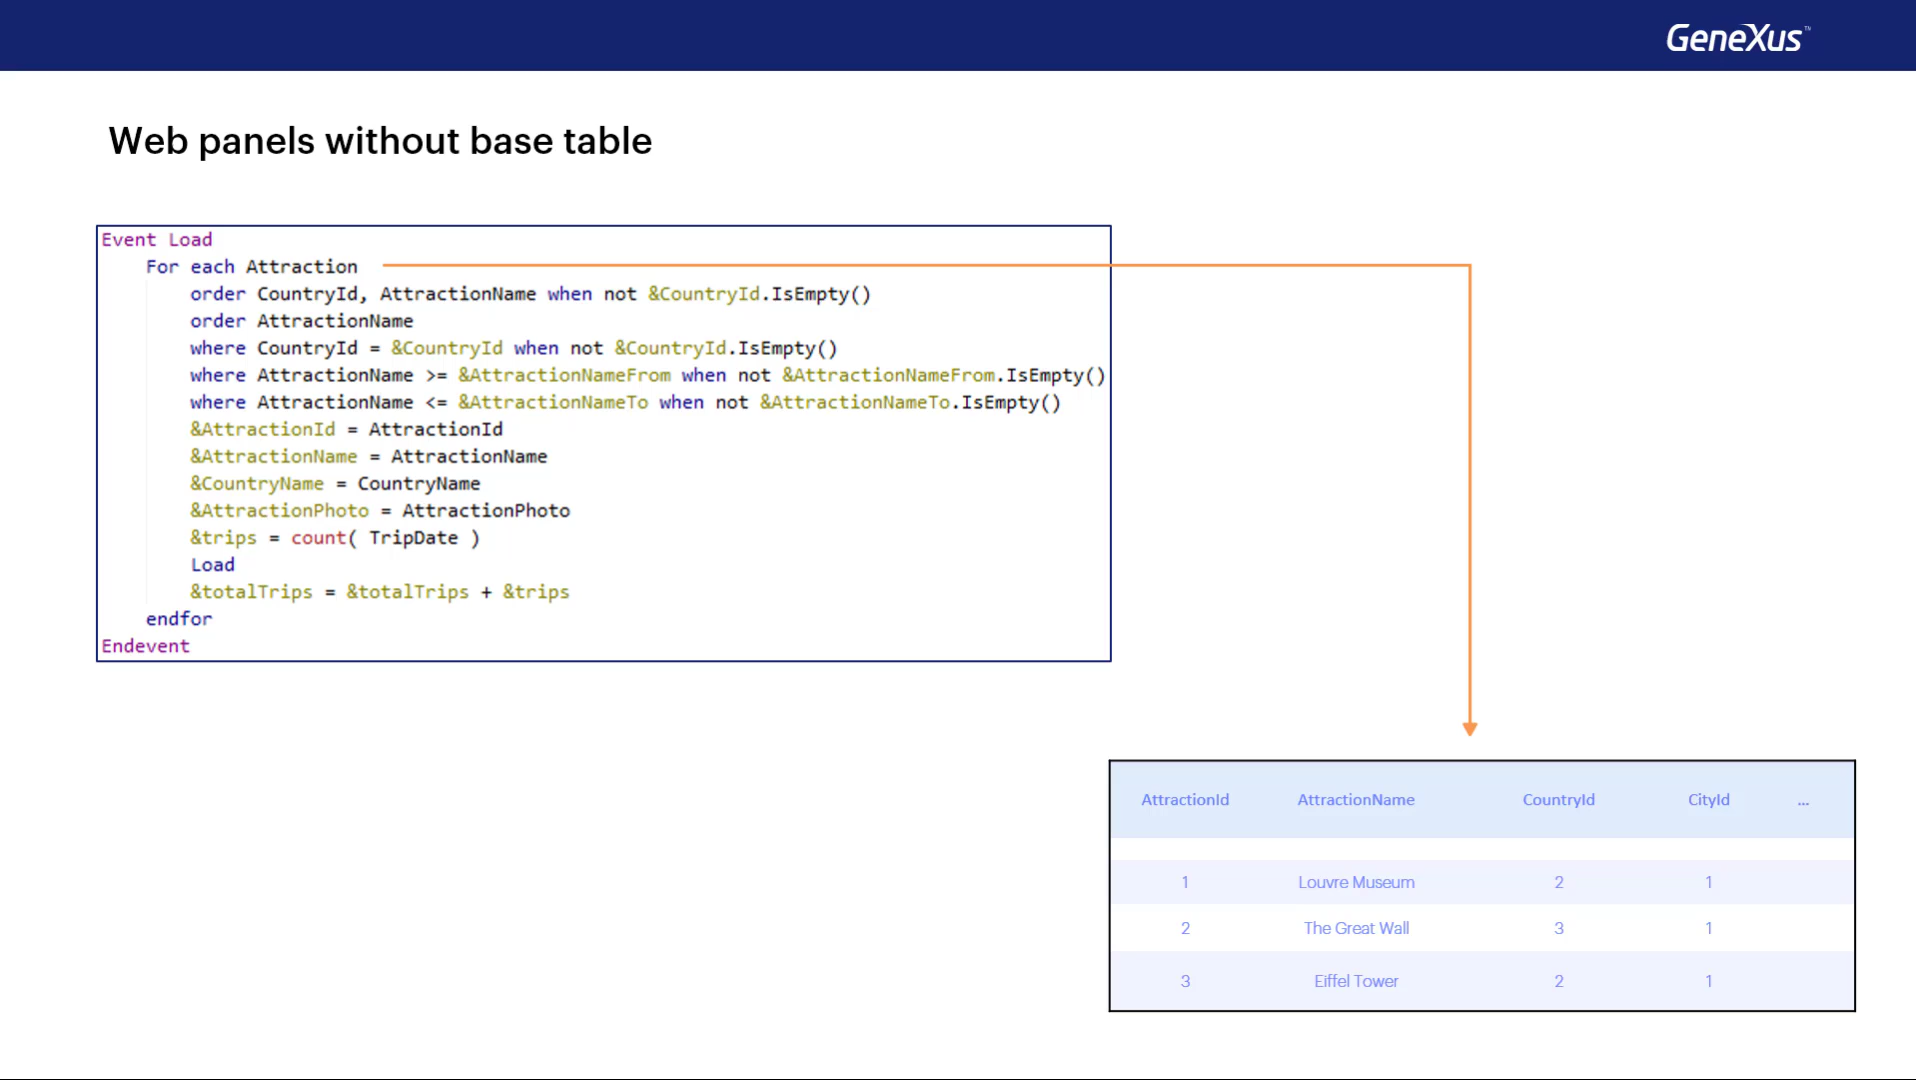 GeneXus™
Web panels without base table
Event Load
For each Attraction
order CountryId, AttractionName when not &CountryId.IsEmpty()
order AttractionName
where CountryId = &CountryId when not &CountryId.IsEmpty()
where AttractionName >= &AttractionNameFrom when not &AttractionNameFrom.IsEmpty()
where AttractionName <= &AttractionNameTo when not &AttractionNameTo.IsEmpty()
&AttractionId = AttractionId
&AttractionName = AttractionName
&CountryName = CountryName
&AttractionPhoto = AttractionPhoto
&trips = count( TripDate )
Load
&totalTrips = &totalTrips + &trips
endfor
Endevent
AttractionId AttractionName CountryId CityId ...
1 Louvre Museum 2 1
2 The Great Wall 3 1
3 Eiffel Tower 2 1